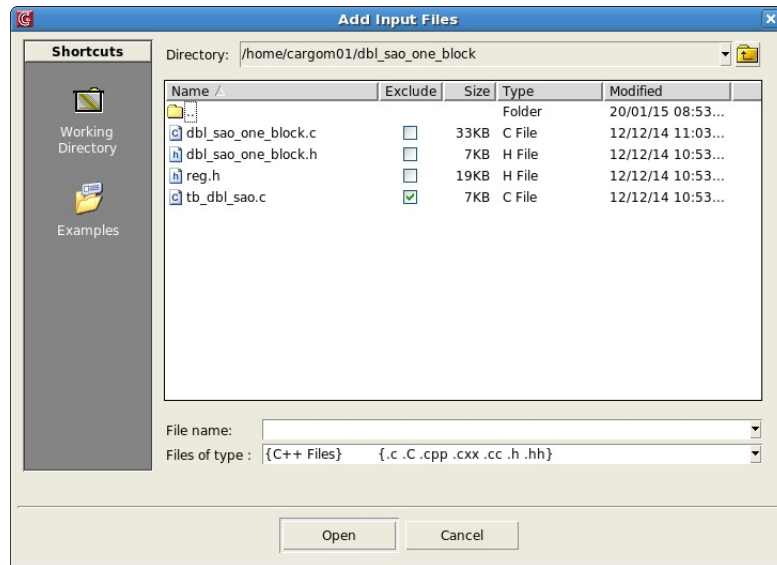 Add Input Files
Shortcuts
Working
Directory
Examples
Directory: /home/cargom01/dbl_sao_one_block
Name Exclude Size Type Modified
.. Folder 20/01/15 08:53...
dbl_sao_one_block.c 33KB C File 12/12/14 11:03...
dbl_sao_one_block.h 7KB H File 12/12/14 10:53...
reg.h 19KB H File 12/12/14 10:53...
tb_dbl_sao.c 7KB C File 12/12/14 10:53...
File name:
Files of type : {C++ Files} {.c .C .cpp .cxx .cc .h .hh}
Open Cancel